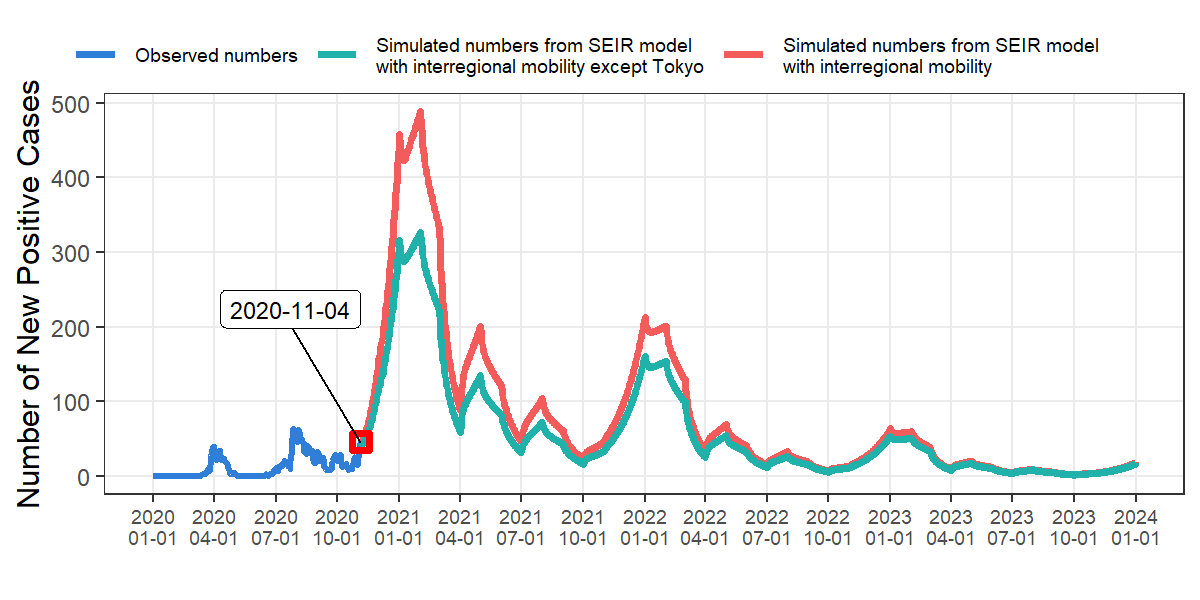 Observed numbers
Simulated numbers from SEIR model
with interregional mobility except Tokyo
Simulated numbers from SEIR model
with interregional mobility
Number of New Positive Cases
500
400
300
200
100
0
2020-11-04
2020 2020 2020 2020 2021 2021 2021 2021 2022 2022 2022 2022 2023 2023 2023 2023 2024
01-01 04-01 07-01 10-01 01-01 04-01 07-01 10-01 01-01 04-01 07-01 10-01 01-01 04-01 07-01 10-01 01-01